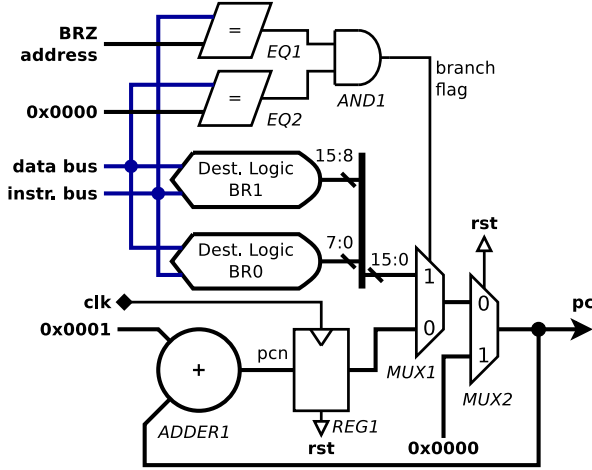 BRZ
address
=
EQ1
branch
flag
AND1
0x0000
=
EQ2
data bus
instr. bus
Dest. Logic
BR1
15:8
Dest. Logic
BR0
7:0
15:0
rst
1
0
0
1
pc
clk
0x0001
+
pcn
MUX1
MUX2
ADDER1
REG1
rst
0x0000